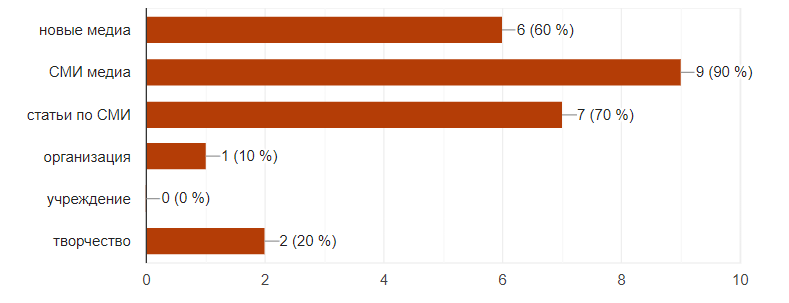 новые медиа 6 (60 %)
СМИ медиа 9 (90 %)
статьи по СМИ 7 (70 %)
организация 1 (10 %)
учреждение 0 (0 %)
творчество 2 (20 %)
0 2 4 6 8 10